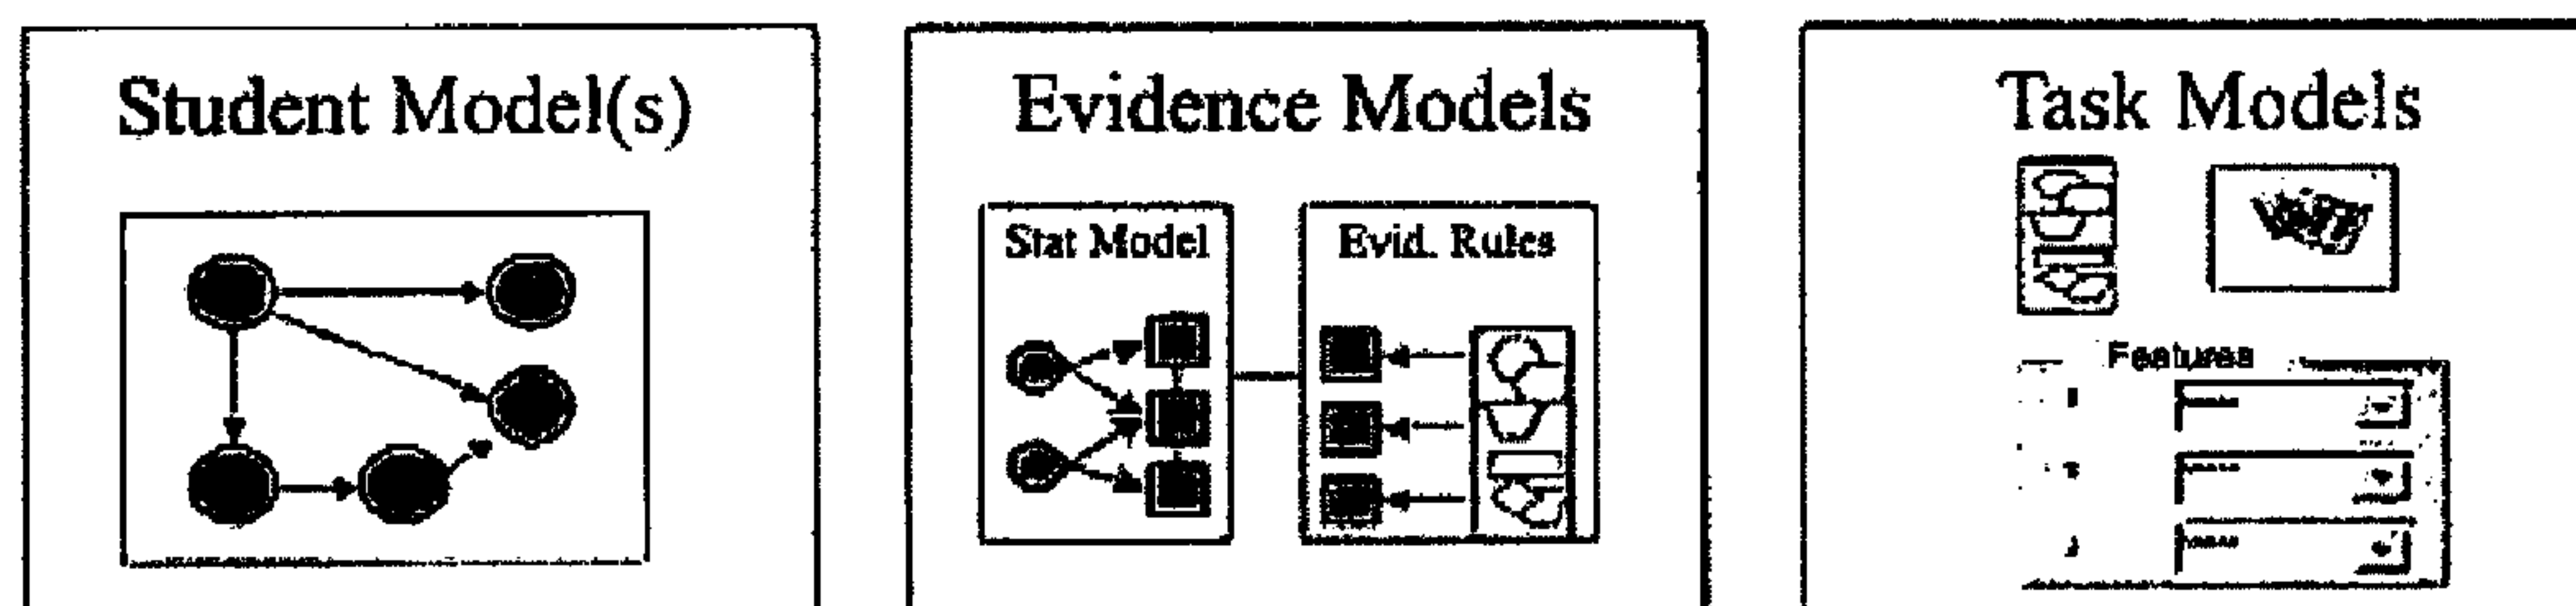 Student Model(s)
Evidence Models
Task Models
Stat Model
Evid. Rules
Features